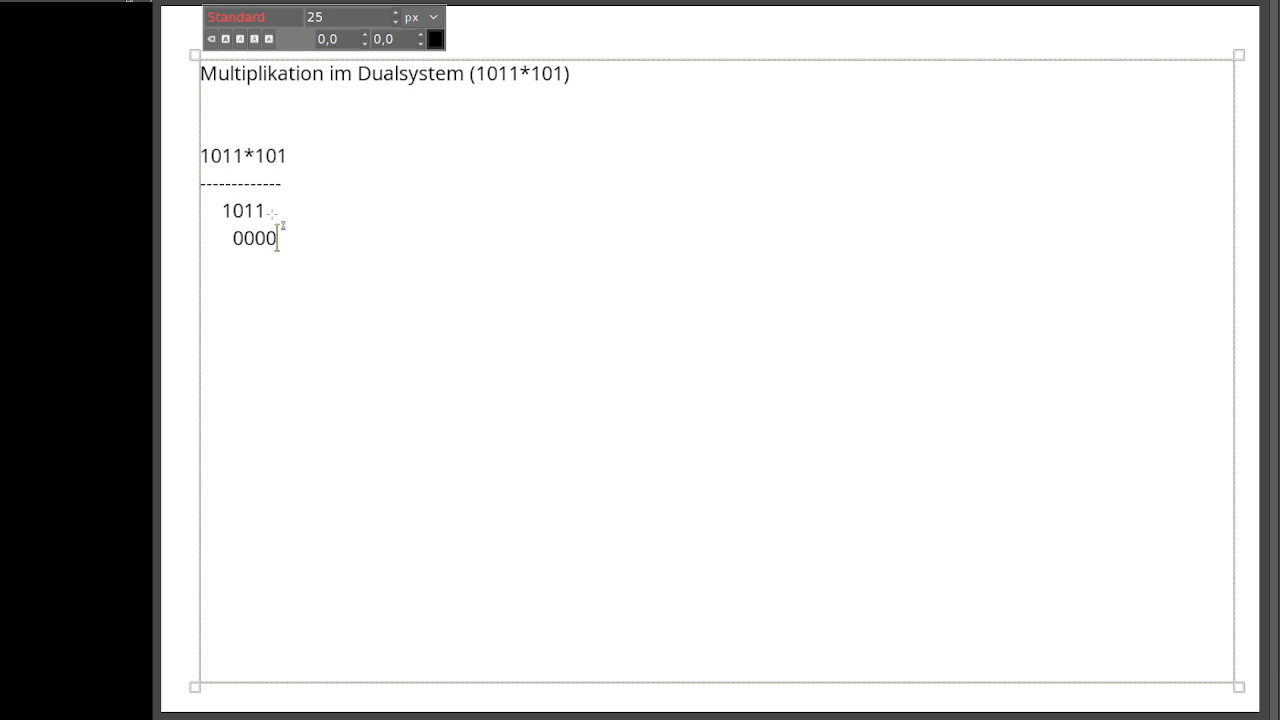 Standard 25 px
0,0 0,0
Multiplikation im Dualsystem (1011*101)
1011*101
-------------
1011
0000